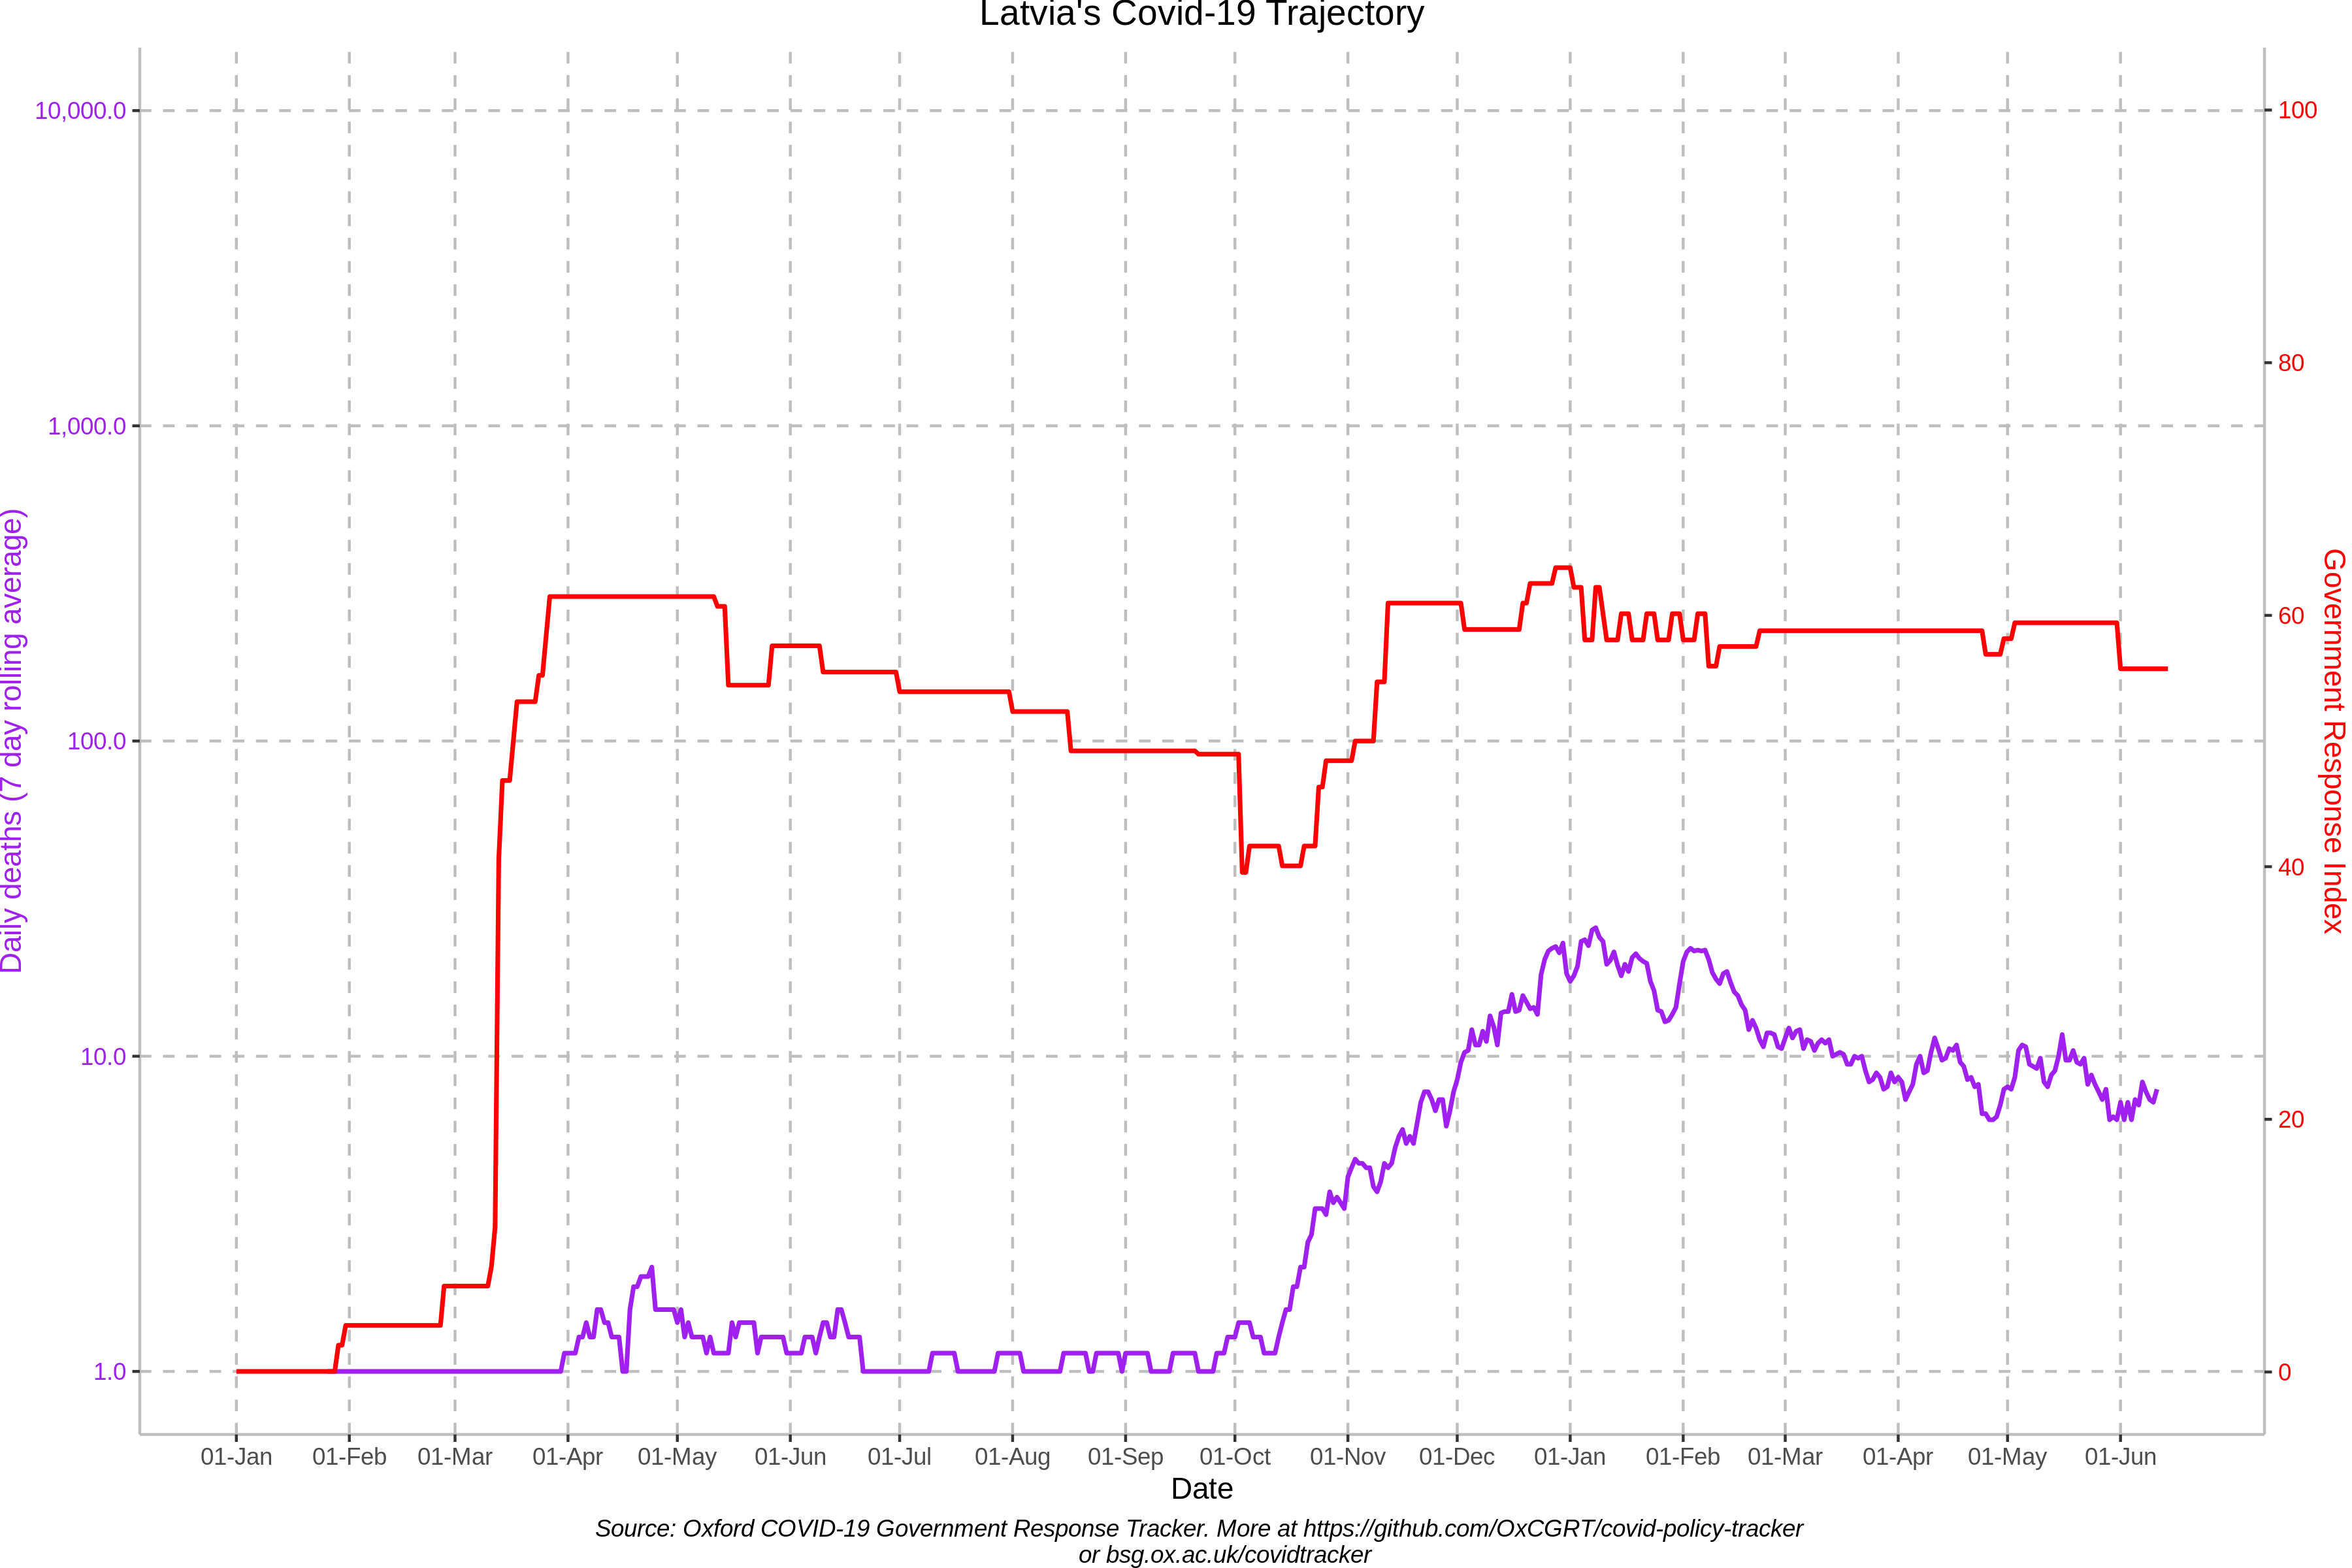 Latvia's Covid-19 Trajectory
10,000.0
1,000.0
100.0
10.0
1.0
Daily deaths (7 day rolling average)
100
80
60
40
20
0
Government Response Index
01-Jan 01-Feb 01-Mar 01-Apr 01-May 01-Jun 01-Jul 01-Aug 01-Sep 01-Oct 01-Nov 01-Dec 01-Jan 01-Feb 01-Mar 01-Apr 01-May 01-Jun
Date
Source: Oxford COVID-19 Government Response Tracker. More at https://github.com/OxCGRT/covid-policy-tracker
or bsg.ox.ac.uk/covidtracker